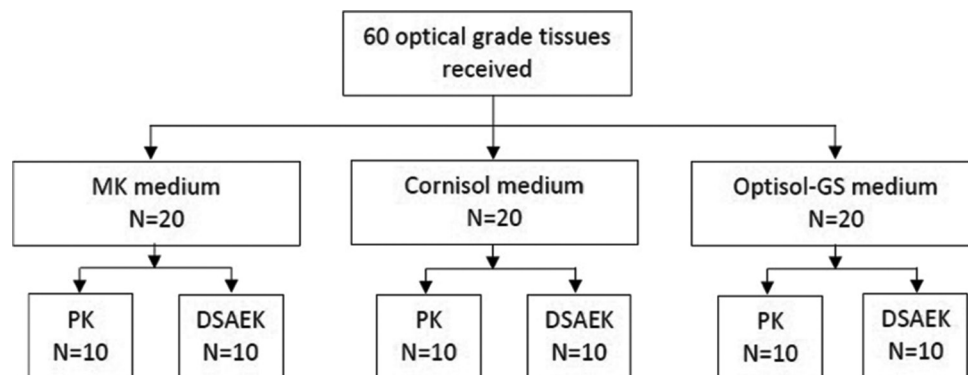 60 optical grade tissues
received
MK medium
N=20
Cornisol medium
N=20
Optisol-GS medium
N=20
PK
N=10
DSAEK
N=10
PK
N=10
DSAEK
N=10
PK
N=10
DSAEK
N=10